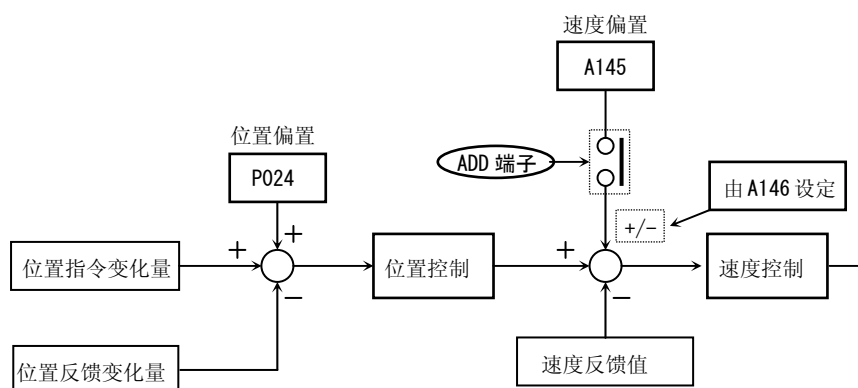 速度偏置
A145
位置偏置
ADD 端子
P024
由 A146 设定
+/-
+
+
+
位置指令变化量
位置控制
速度控制
−
−
位置反馈变化量
速度反馈值